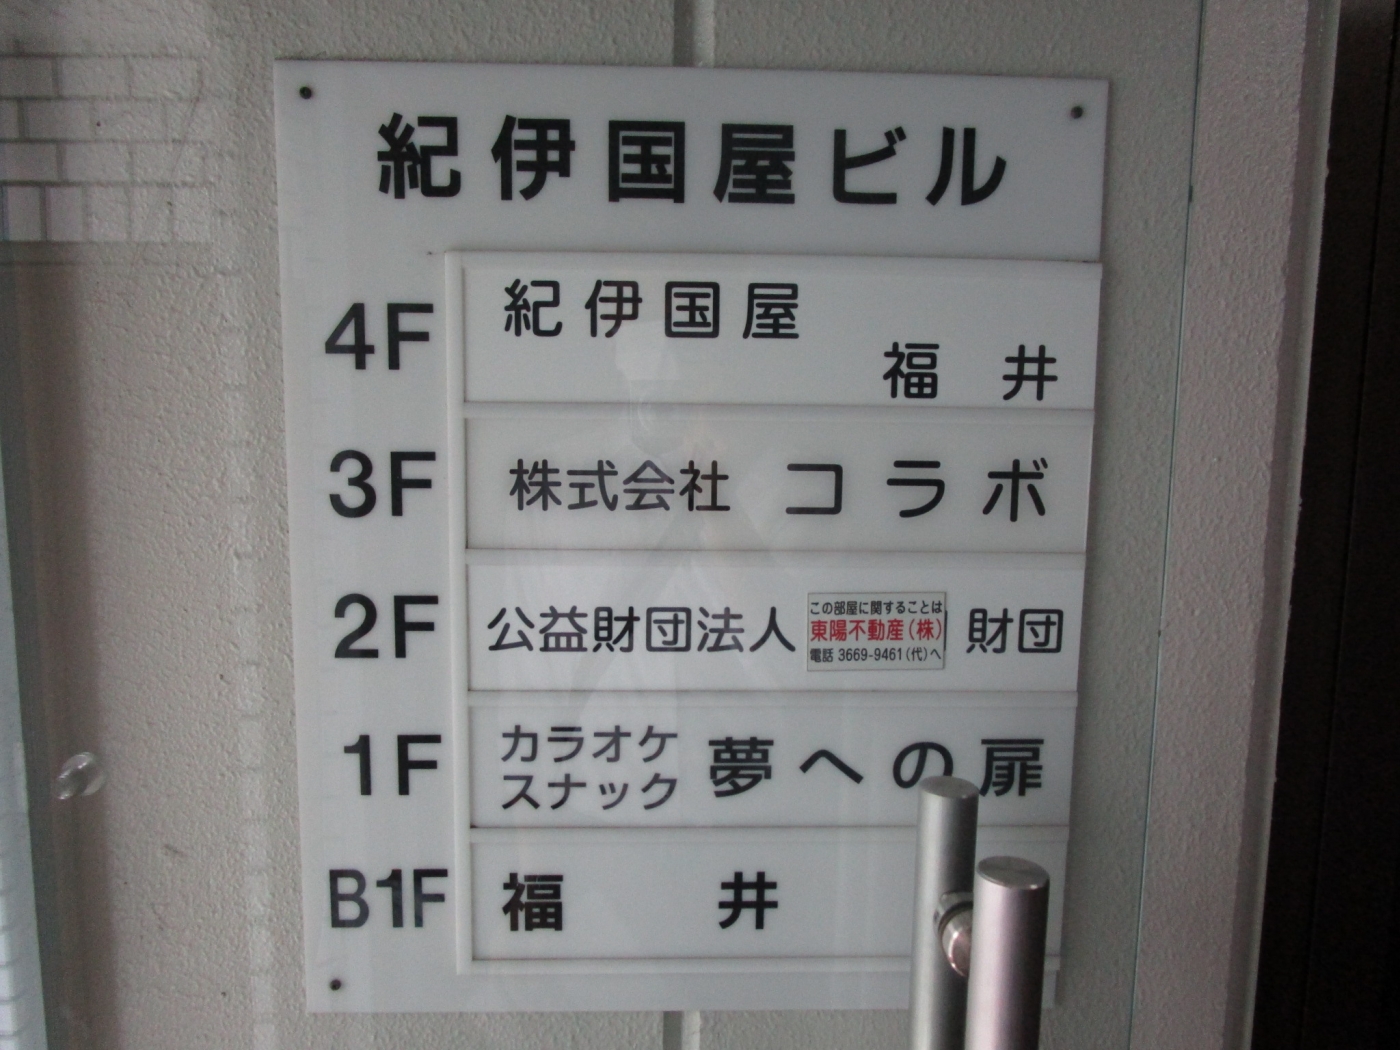 紀伊国屋ビル
4F 紀伊国屋
福井
3F 株式会社 コラボ
2F 公益財団法人 財団
この部屋に関することは
東陽不動産(株)
電話 3669-9461(代)へ
1F カラオケ
スナック 夢への扉
B1F 福井